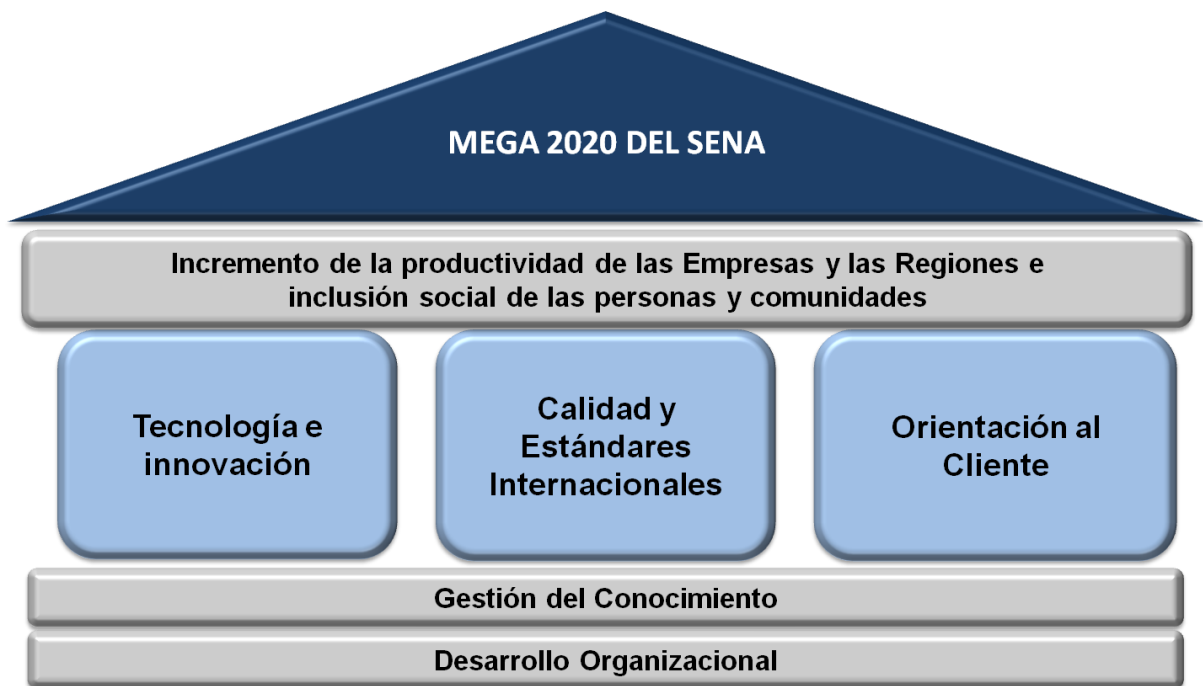 MEGA 2020 DEL SENA
Incremento de la productividad de las Empresas y las Regiones e
inclusión social de las personas y comunidades
Tecnología e
innovación
Calidad y
Estándares
Internacionales
Orientación al
Cliente
Gestión del Conocimiento
Desarrollo Organizacional